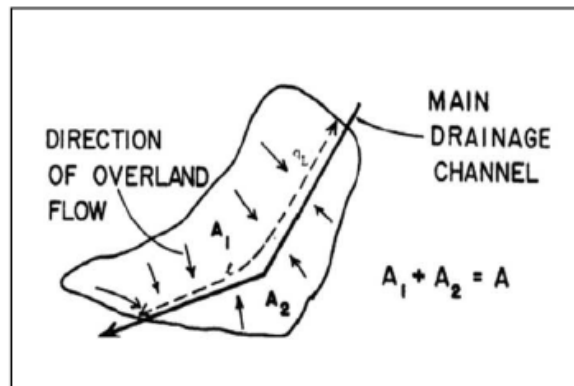 DIRECTION
OF OVERLAND
FLOW
MAIN
DRAINAGE
CHANNEL
A₁
A₂
A₁ + A₂ = A